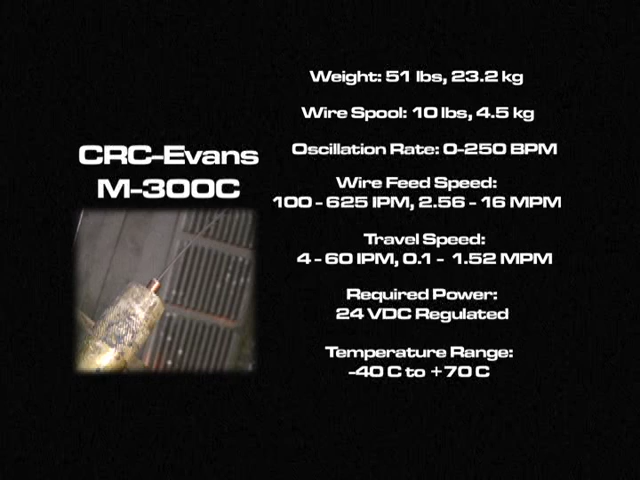 CRC-Evans
M-300C
Weight: 51 lbs, 23.2 kg
Wire Spool: 10 lbs, 4.5 kg
Oscillation Rate: 0-250 BPM
Wire Feed Speed:
100 - 625 IPM, 2.56 - 16 MPM
Travel Speed:
4 - 60 IPM, 0.1 - 1.52 MPM
Required Power:
24 VDC Regulated
Temperature Range:
-40 C to +70 C